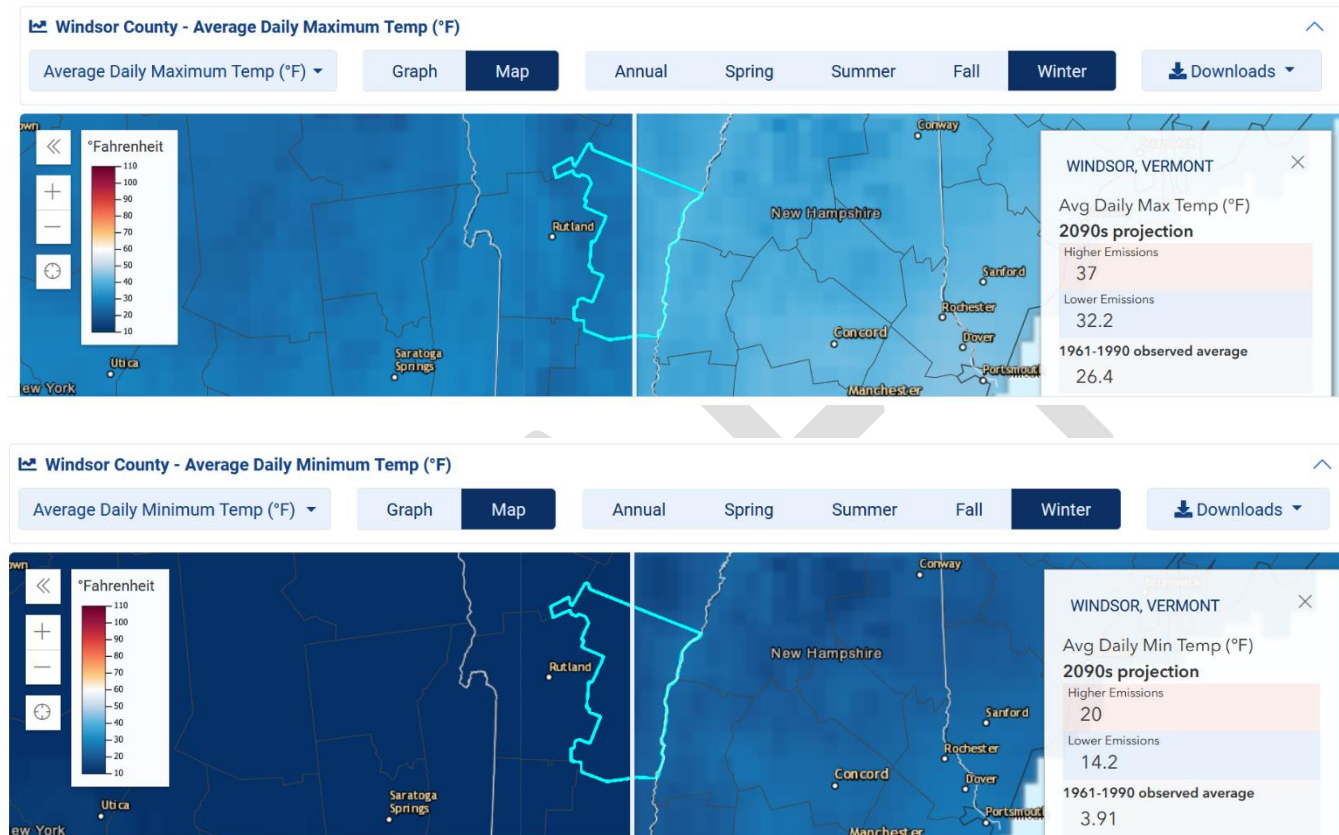 Windsor County - Average Daily Maximum Temp (°F)
Average Daily Maximum Temp (°F) Graph Map Annual Spring Summer Fall Winter Downloads
°Fahrenheit
110
100
90
80
70
60
50
40
30
20
10
Conway
New Hampshire
Rutland
Sanford
Rochester
Concord
Dover
Utica
Saratoga
Springs
Portsmout
ew York
Manchester
WINDSOR, VERMONT
Avg Daily Max Temp (°F)
2090s projection
Higher Emissions
37
Lower Emissions
32.2
1961-1990 observed average
26.4
Windsor County - Average Daily Minimum Temp (°F)
Average Daily Minimum Temp (°F) Graph Map Annual Spring Summer Fall Winter Downloads
°Fahrenheit
110
100
90
80
70
60
50
40
30
20
10
Conway
New Hampshire
Rutland
Sanford
Rochester
Concord
Dover
Utica
Saratoga
Springs
Portsmout
ew York
Manchester
WINDSOR, VERMONT
Avg Daily Min Temp (°F)
2090s projection
Higher Emissions
20
Lower Emissions
14.2
1961-1990 observed average
3.91